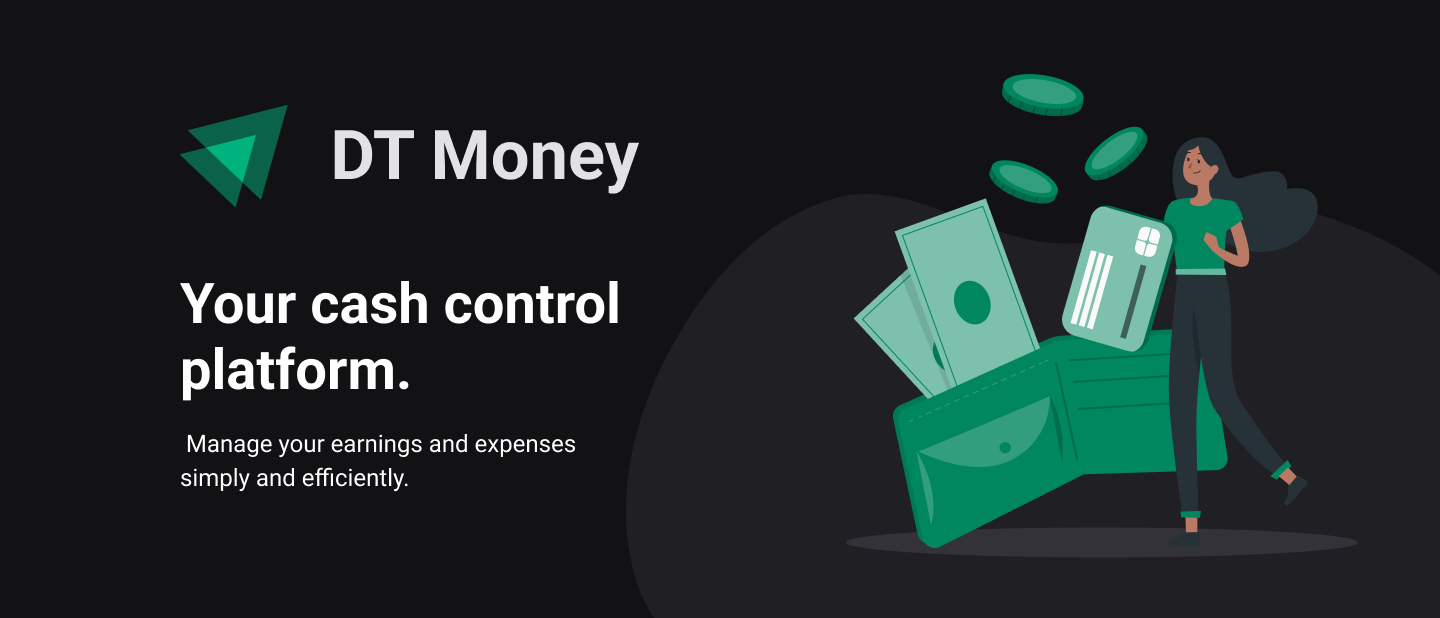 DT Money
Your cash control
platform.
Manage your earnings and expenses
simply and efficiently.